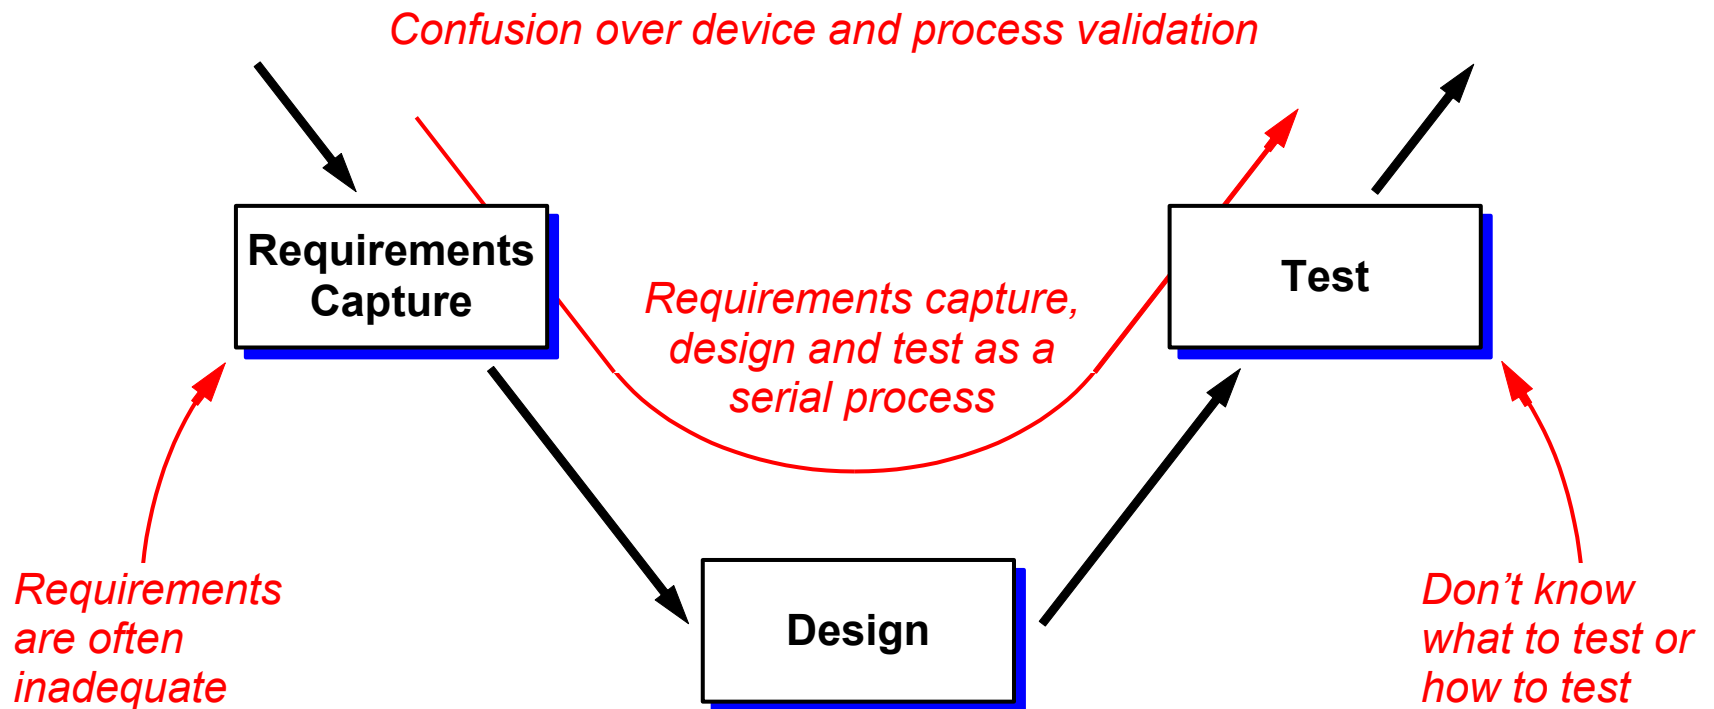 Confusion over device and process validation
Requirements
Capture
Test
Requirements capture,
design and test as a
serial process
Requirements
are often
inadequate
Design
Don’t know
what to test or
how to test